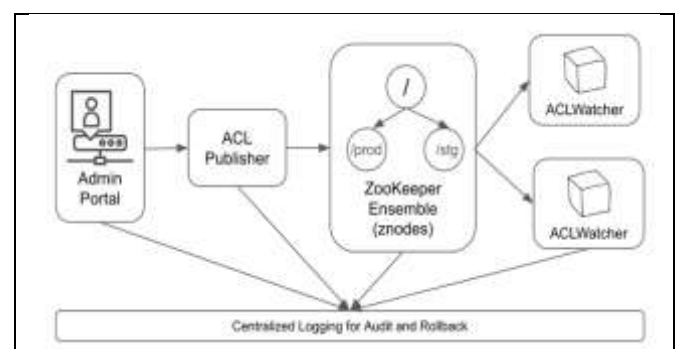 Admin
Portal
ACL
Publisher
/
/prod
/stg
ZooKeeper
Ensemble
(znodes)
ACLWatcher
ACLWatcher
Centralized Logging for Audit and Rollback